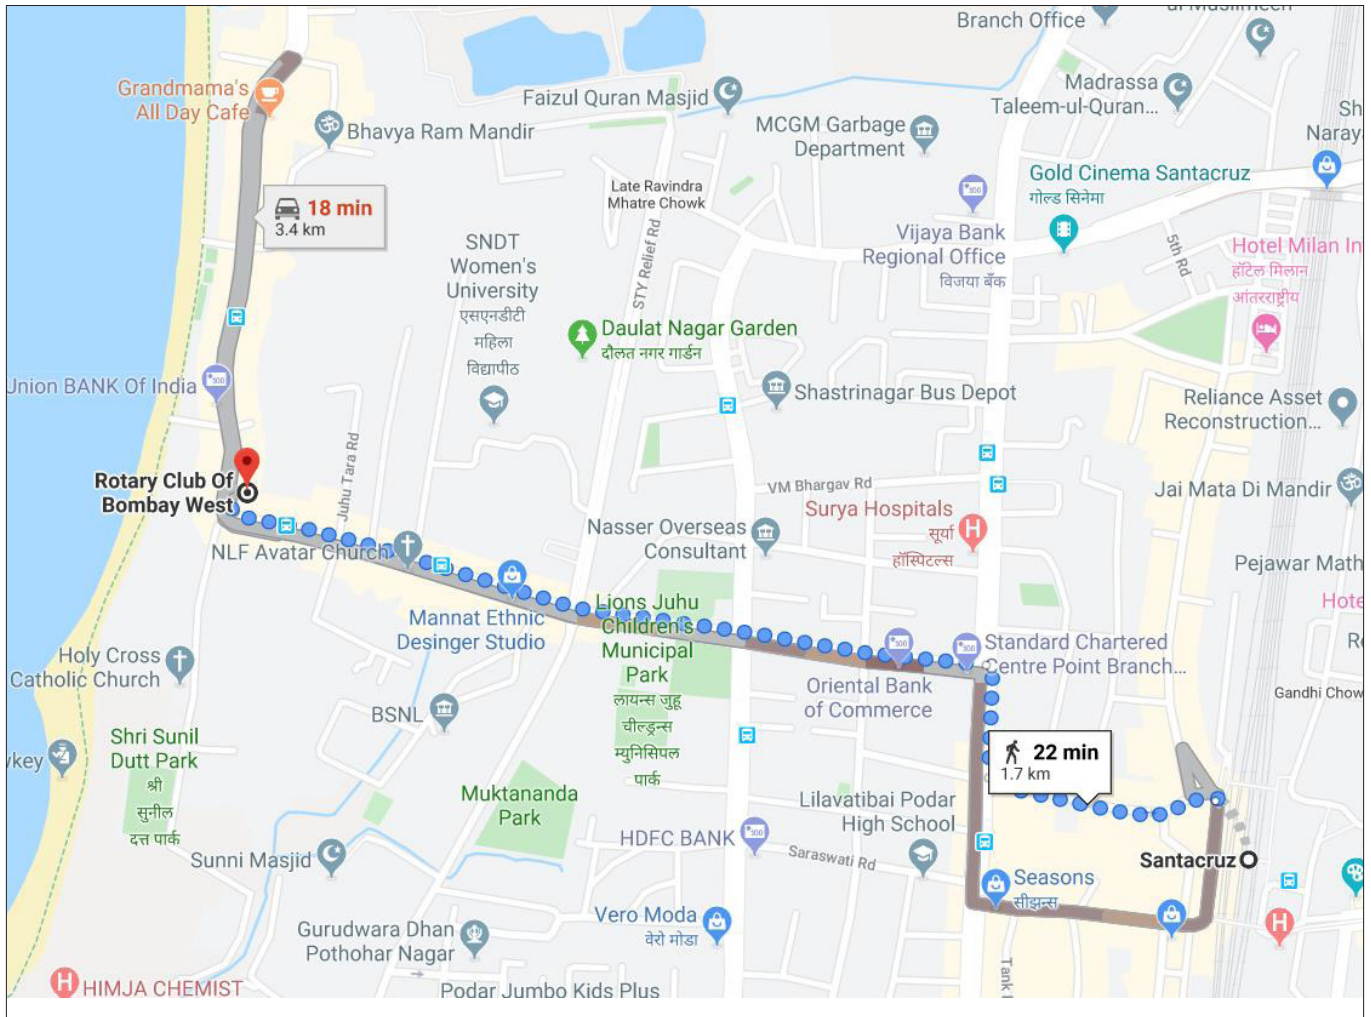 Branch Office
ul Muslimeen
Grandmama's
All Day Cafe
Faizul Quran Masjid
Madrassa
Taleem-ul-Quran...
Bhavya Ram Mandir
MCGM Garbage
Department
Sh
Naray
Gold Cinema Santacruz
गोल्ड सिनेमा
Late Ravindra
Mhatre Chowk
18 min
3.4 km
SNDT
Women's
University
एसएनडीटी
महिला
विद्यापीठ
STY Relief Rd
Vijaya Bank
Regional Office
विजया बँक
5th Rd
Hotel Milan In
हॉटेल मिलान
आंतरराष्ट्रीय
Daulat Nagar Garden
दौलत नगर गार्डन
Union BANK Of India
Shastrinagar Bus Depot
Reliance Asset
Reconstruction...
Juhu Tara Rd
Rotary Club Of
Bombay West
VM Bhargav Rd
Jai Mata Di Mandir
Surya Hospitals
सूर्या
हॉस्पिटल्स
Nasser Overseas
Consultant
NLF Avatar Church
Pejawar Math
Hote
Lions Juhu
Children's
Municipal
Park
लायन्स जुहू
चील्ड्रन्स
म्युनिसिपल
पार्क
Mannat Ethnic
Desinger Studio
Standard Chartered
Centre Point Branch...
R
Holy Cross
Catholic Church
Oriental Bank
of Commerce
Gandhi Chow
BSNL
Shri Sunil
Dutt Park
श्री
सुनील
दत्त पार्क
vkey
22 min
1.7 km
Muktananda
Park
Lilavatibai Podar
High School
HDFC BANK
Saraswati Rd
Sunni Masjid
Santacruz
Seasons
सीझन्स
Vero Moda
वेरो मोडा
Gurudwara Dhan
Pothohar Nagar
Tank
HIMJA CHEMIST
Podar Jumbo Kids Plus